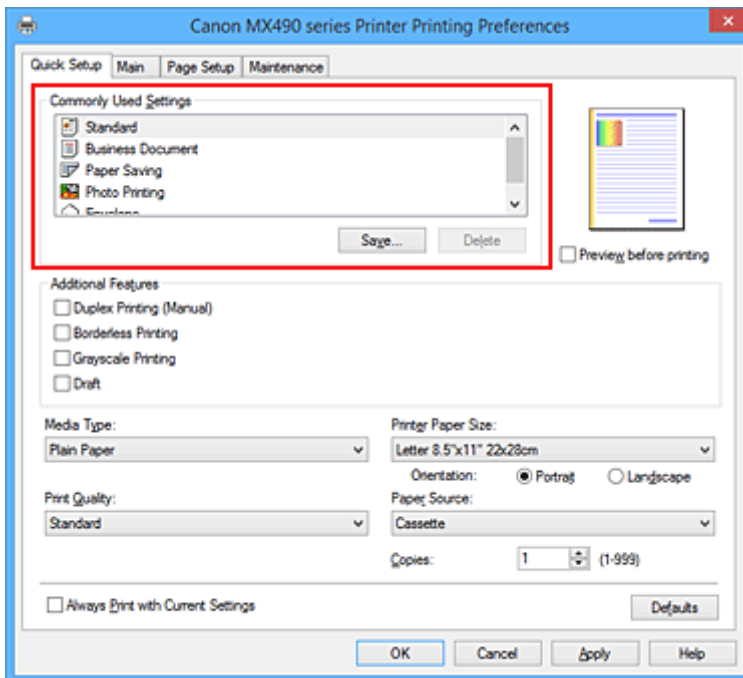 Canon MX490 series Printer Printing Preferences
Quick Setup Main Page Setup Maintenance
Commonly Used Settings
Standard
Business Document
Paper Saving
Photo Printing
Envelope
Save... Delete
Preview before printing
Additional Features
Duplex Printing (Manual)
Borderless Printing
Grayscale Printing
Draft
Media Type: Printer Paper Size:
Plain Paper Letter 8.5"x11" 22x28cm
Orientation: Portrait Landscape
Print Quality: Paper Source:
Standard Cassette
Copies: 1 (1-999)
Always Print with Current Settings Defaults
OK Cancel Apply Help